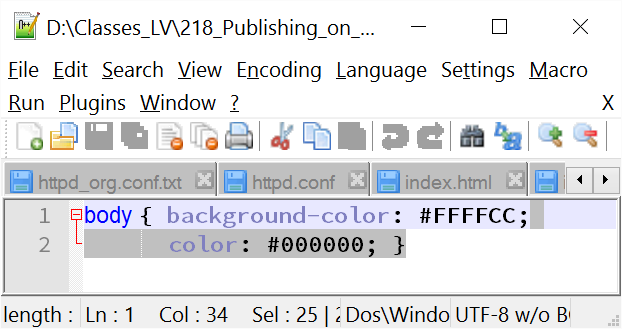 D:\Classes_LV\218_Publishing_on_...
File Edit Search View Encoding Language Settings Macro
Run Plugins Window ? X
httpd_org.conf.txt httpd.conf index.html
1 body { background-color: #FFFFCC;
2 color: #000000; }
length : Ln : 1 Col : 34 Sel : 25 | Dos\Windo UTF-8 w/o